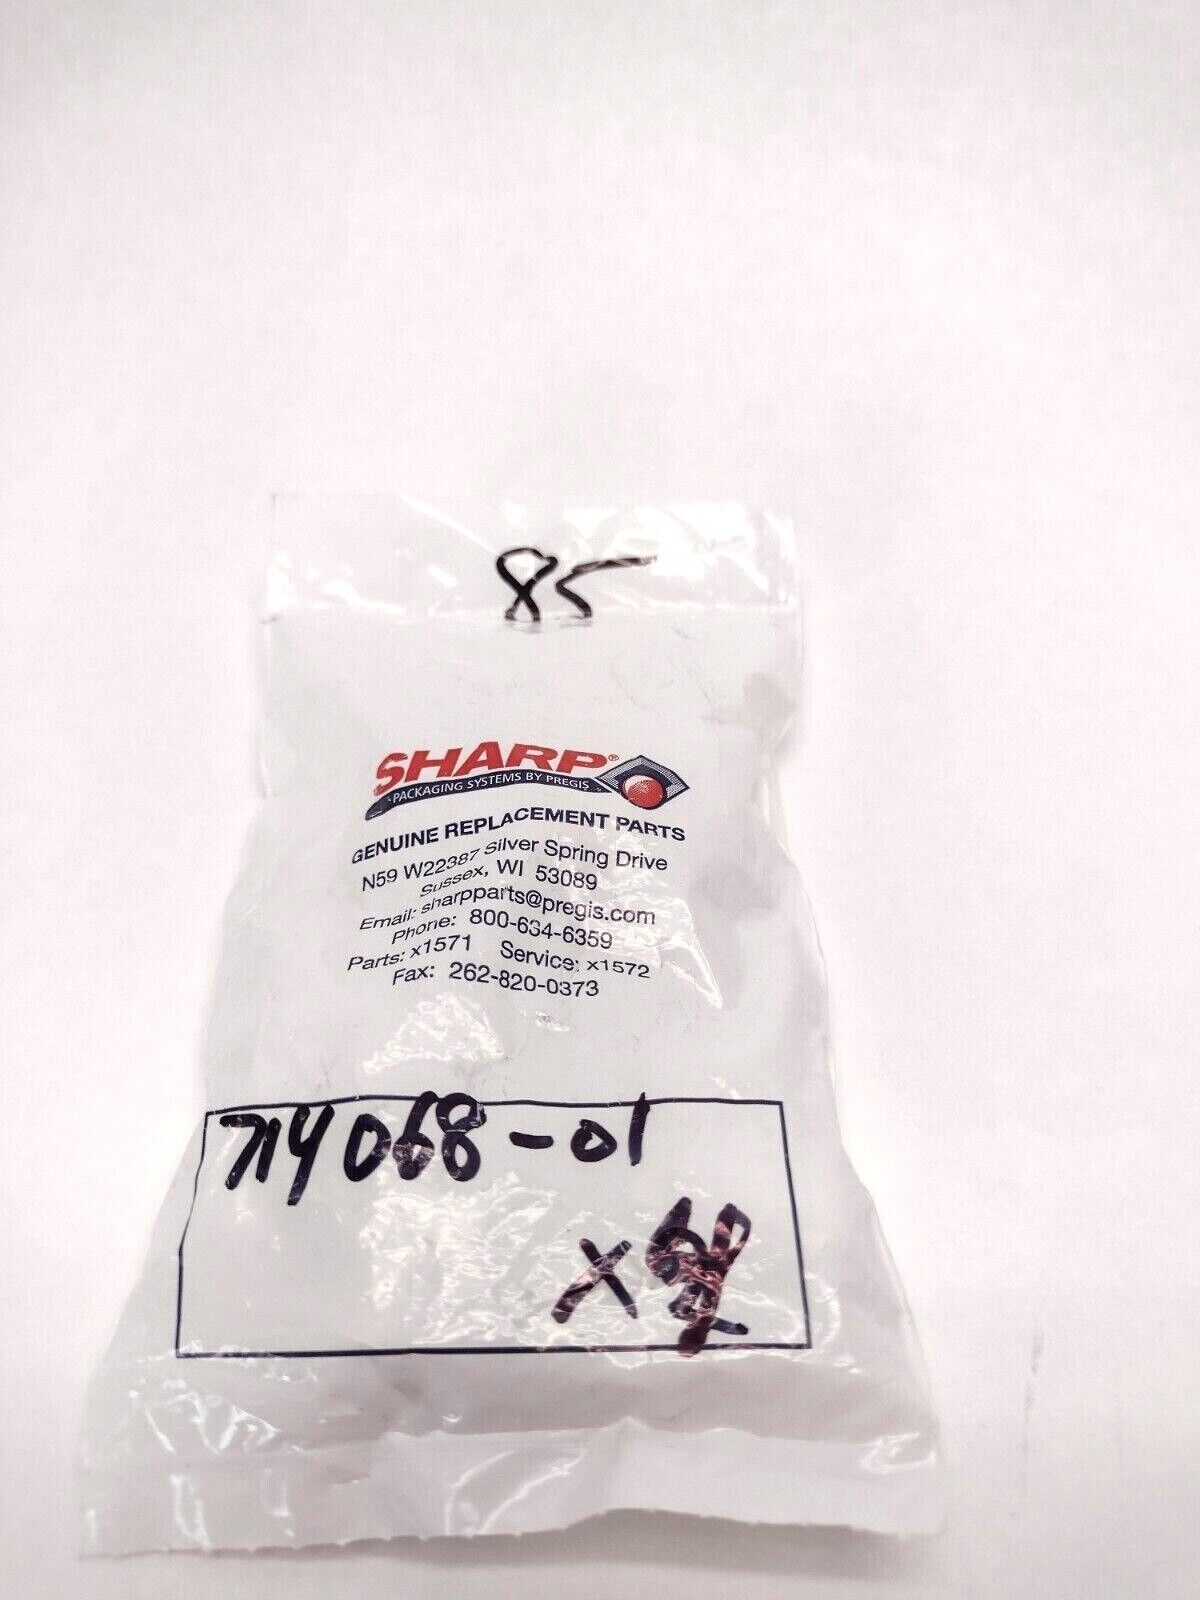 85
SHARP®
PACKAGING SYSTEMS BY PREGIS
GENUINE REPLACEMENT PARTS
N59 W22387 Silver Spring Drive
Sussex, WI 53089
Email: sharpparts@pregis.com
Phone: 800-634-6359
Parts: x1571 Service: x1572
Fax: 262-820-0373
714068-01
X